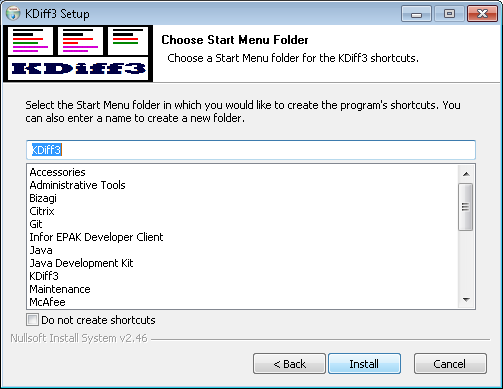 KDiff3 Setup
KDiff3
Choose Start Menu Folder
Choose a Start Menu folder for the KDiff3 shortcuts.
Select the Start Menu folder in which you would like to create the program's shortcuts. You
can also enter a name to create a new folder.
KDiff3
Accessories
Administrative Tools
Bizagi
Citrix
Git
Infor EPAK Developer Client
Java
Java Development Kit
KDiff3
Maintenance
McAfee
Do not create shortcuts
Nullsoft Install System v2.46
< Back
Install
Cancel